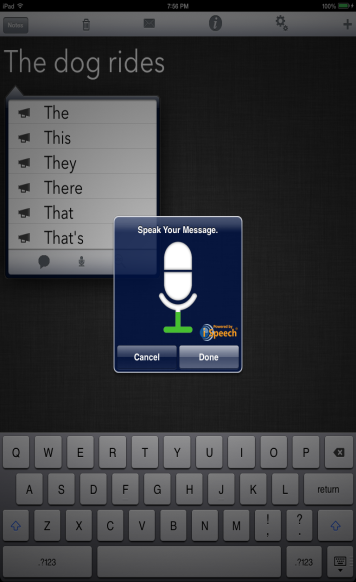 iPad 7:56 PM 100%
Notes
The dog rides
The
This
They
There
That
That's
Speak Your Message.
Powered by
iSpeech
Cancel Done
Q W E R T Y U I O P
A S D F G H J K L return
Z X C V B N M ! , ? .
.?123 .?123